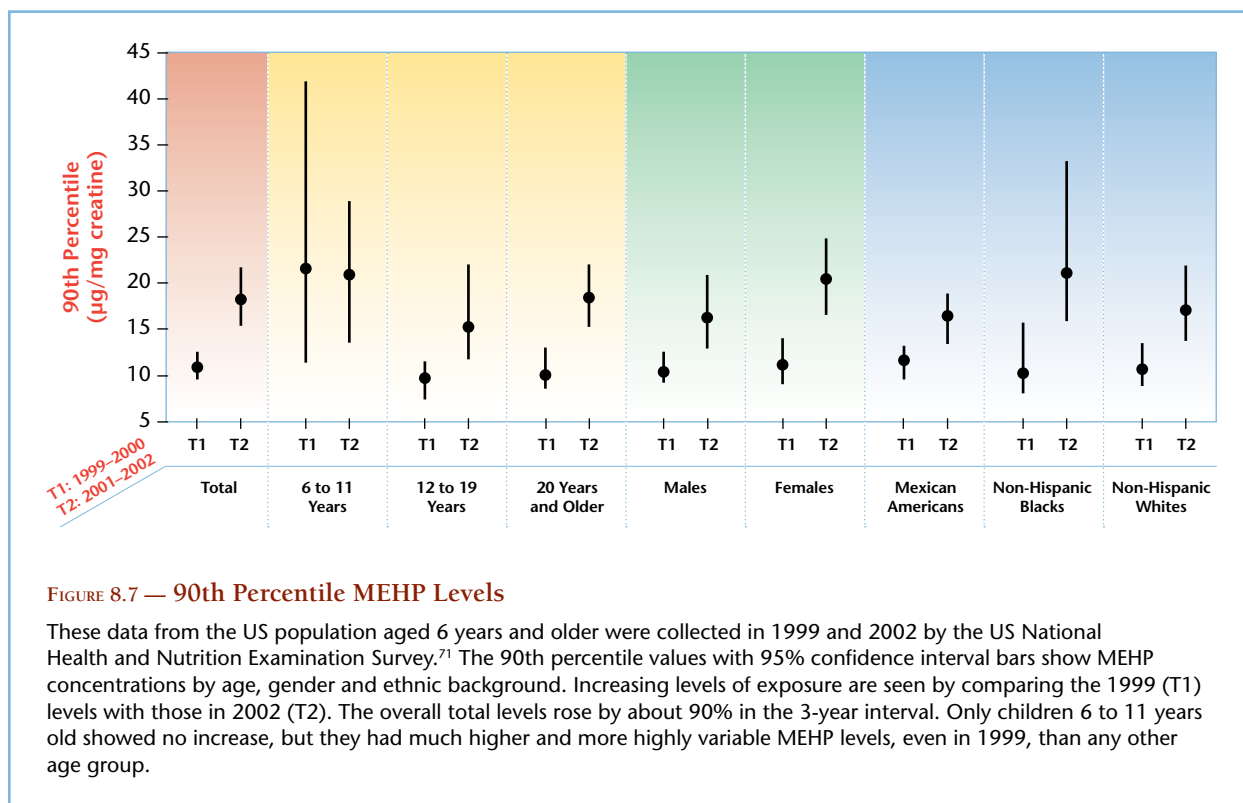 45
40
35
30
25
20
15
10
5
90th Percentile
(µg/mg creatine)
T1 T2 T1 T2 T1 T2 T1 T2 T1 T2 T1 T2 T1 T2 T1 T2 T1 T2
T1: 1999–2000
T2: 2001–2002
Total
6 to 11
Years
12 to 19
Years
20 Years
and Older
Males
Females
Mexican
Americans
Non-Hispanic
Blacks
Non-Hispanic
Whites
FIGURE 8.7 — 90th Percentile MEHP Levels
These data from the US population aged 6 years and older were collected in 1999 and 2002 by the US National
Health and Nutrition Examination Survey.71 The 90th percentile values with 95% confidence interval bars show MEHP
concentrations by age, gender and ethnic background. Increasing levels of exposure are seen by comparing the 1999 (T1)
levels with those in 2002 (T2). The overall total levels rose by about 90% in the 3-year interval. Only children 6 to 11 years
old showed no increase, but they had much higher and more highly variable MEHP levels, even in 1999, than any other
age group.